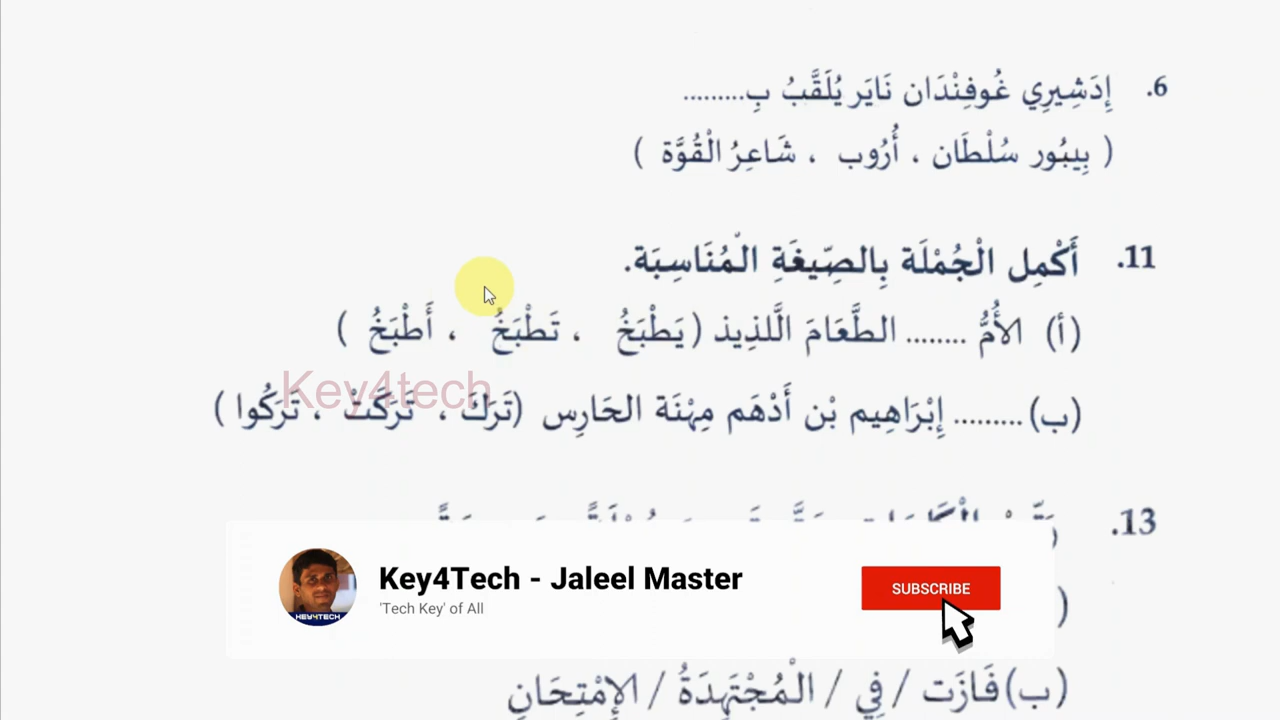 6. إِدَشِيرِي غُوفِنْدَان نَايَر يُلَقَّبُ بِ.........
( بِيبُور سُلْطَان ، أُرُوب ، شَاعِرُ الْقُوَّة )
11. أَكْمِل الْجُمْلَة بِالصِّيغَةِ الْمُنَاسِبَة.
(أ) الأُمُّ ........ الطَّعَامَ الَّلذِيذ ( يَطْبَخُ ، تَطْبَخُ ، أَطْبَخُ )
Key4tech
(ب) ......... إِبْرَاهِيم بْن أَدْهَم مِهْنَة الحَارِس (تَرَكَ ، تَرَكَتْ ، تَرَكُوا )
13.
Key4Tech - Jaleel Master
SUBSCRIBE
'Tech Key' of All
KEY4TECH
(ب) فَازَت / فِي / الْمُجْتَهِدَةُ / الإِمْتِحَانِ